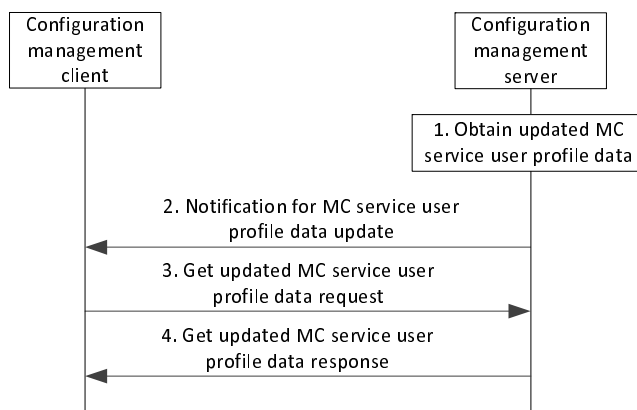 Configuration
management
client
Configuration
management
server
1. Obtain updated MC
service user profile data
2. Notification for MC service user
profile data update
3. Get updated MC service user
profile data request
4. Get updated MC service user
profile data response